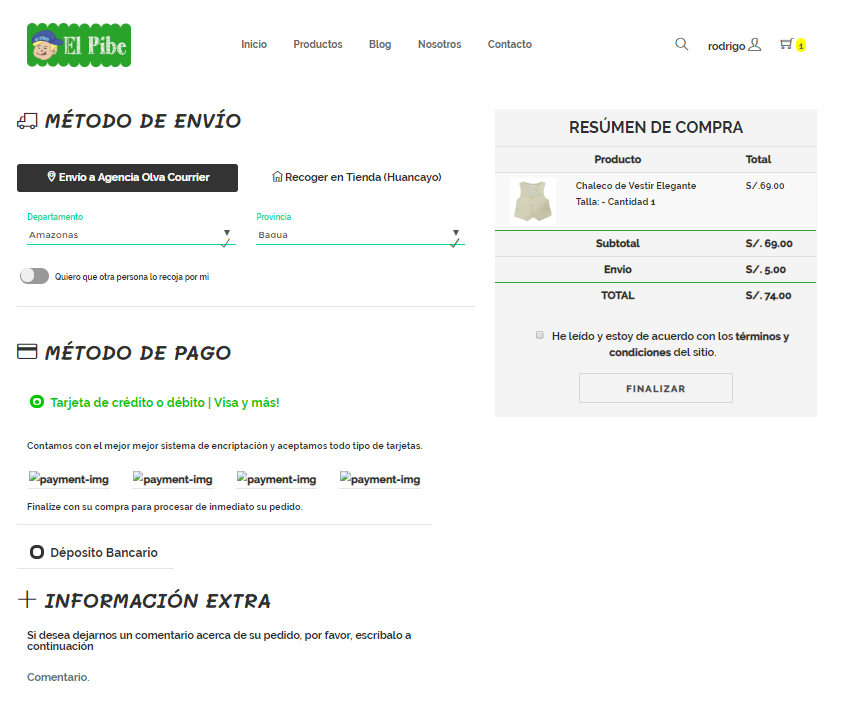 El Pibe
Inicio Productos Blog Nosotros Contacto
rodrigo 1
MÉTODO DE ENVÍO
Envío a Agencia Olva Courrier Recoger en Tienda (Huancayo)
Departamento Provincia
Amazonas Bagua
Quiero que otra persona lo recoja por mi
MÉTODO DE PAGO
Tarjeta de crédito o débito | Visa y más!
Contamos con el mejor mejor sistema de encriptación y aceptamos todo tipo de tarjetas.
payment-img payment-img payment-img payment-img
Finalize con su compra para procesar de inmediato su pedido.
Déposito Bancario
INFORMACIÓN EXTRA
Si desea dejarnos un comentario acerca de su pedido, por favor, escríbalo a
continuación
Comentario.
RESÚMEN DE COMPRA
Producto Total
Chaleco de Vestir Elegante S/.69.00
Talla: - Cantidad 1
Subtotal S/. 69.00
Envio S/. 5.00
TOTAL S/. 74.00
He leído y estoy de acuerdo con los términos y
condiciones del sitio.
FINALIZAR